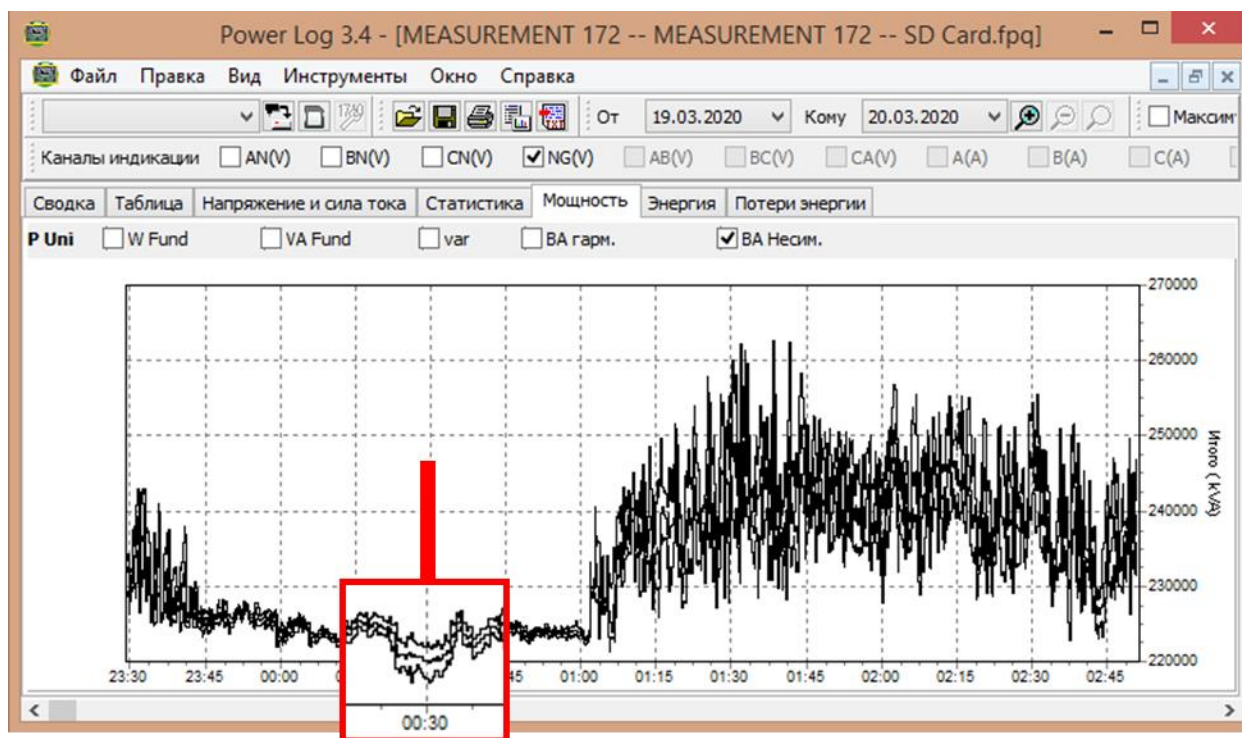 Power Log 3.4 - [MEASUREMENT 172 -- MEASUREMENT 172 -- SD Card.fpq]
Файл Правка Вид Инструменты Окно Справка
От 19.03.2020 Кому 20.03.2020
Каналы индикации AN(V) BN(V) CN(V) NG(V) AB(V) BC(V) CA(V) A(A) B(A) C(A)
Сводка Таблица Напряжение и сила тока Статистика Мощность Энергия Потери энергии
P Uni W Fund VA Fund var ВА гарм. ВА Несим.
270000
260000
250000
240000
230000
220000
Итого ( kVA)
23:30 23:45 00:00 01:00 01:15 01:30 01:45 02:00 02:15 02:30 02:45
00:30